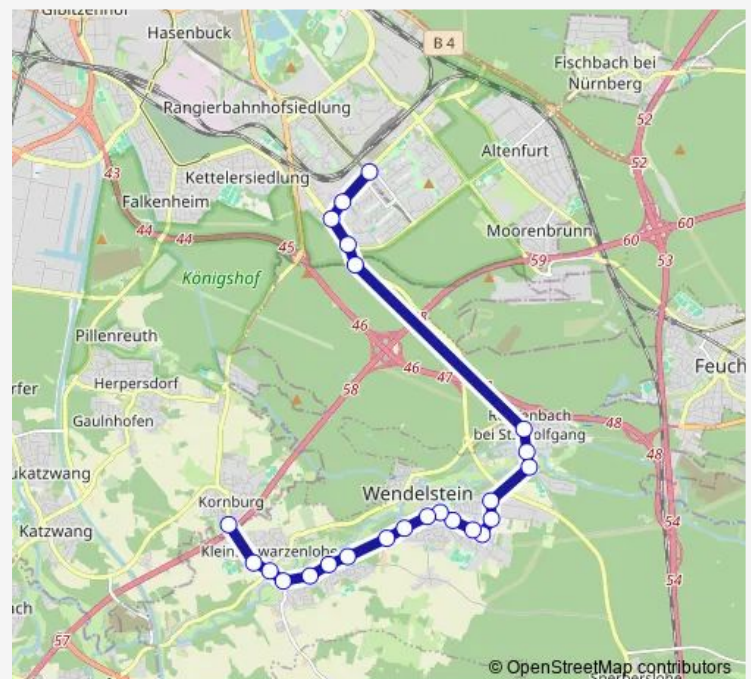 Gibitzenhof
Hasenbuck
B 4
Fischbach bei
Nürnberg
Rangierbahnhofsiedlung
52
43
Kettelersiedlung
Altenfurt
52
Falkenheim
44
44
45
Moorenbrunn
60
60
59
53
Königshof
46
Pillenreuth
46
47
58
Herpersdorf
Feuch
rfer
Gaulnhofen
bei St. Wolfgang
48
48
ukatzwang
Wendelstein
Kornburg
54
Katzwang
54
57
© OpenStreetMap contributors